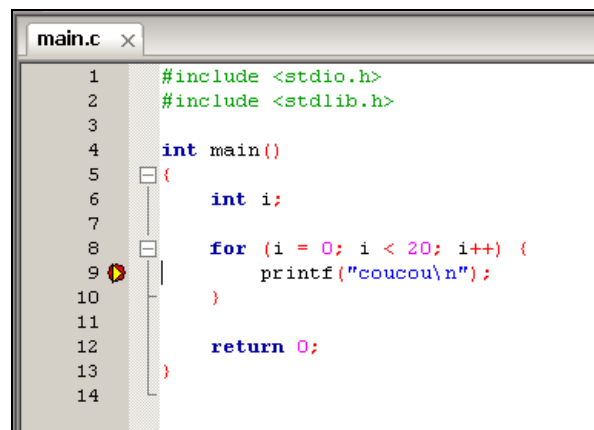 main.c ×
1 #include <stdio.h>
2 #include <stdlib.h>
3
4 int main()
5 {
6 int i;
7
8 for (i = 0; i < 20; i++) {
9 printf("coucou\n");
10 }
11
12 return 0;
13 }
14